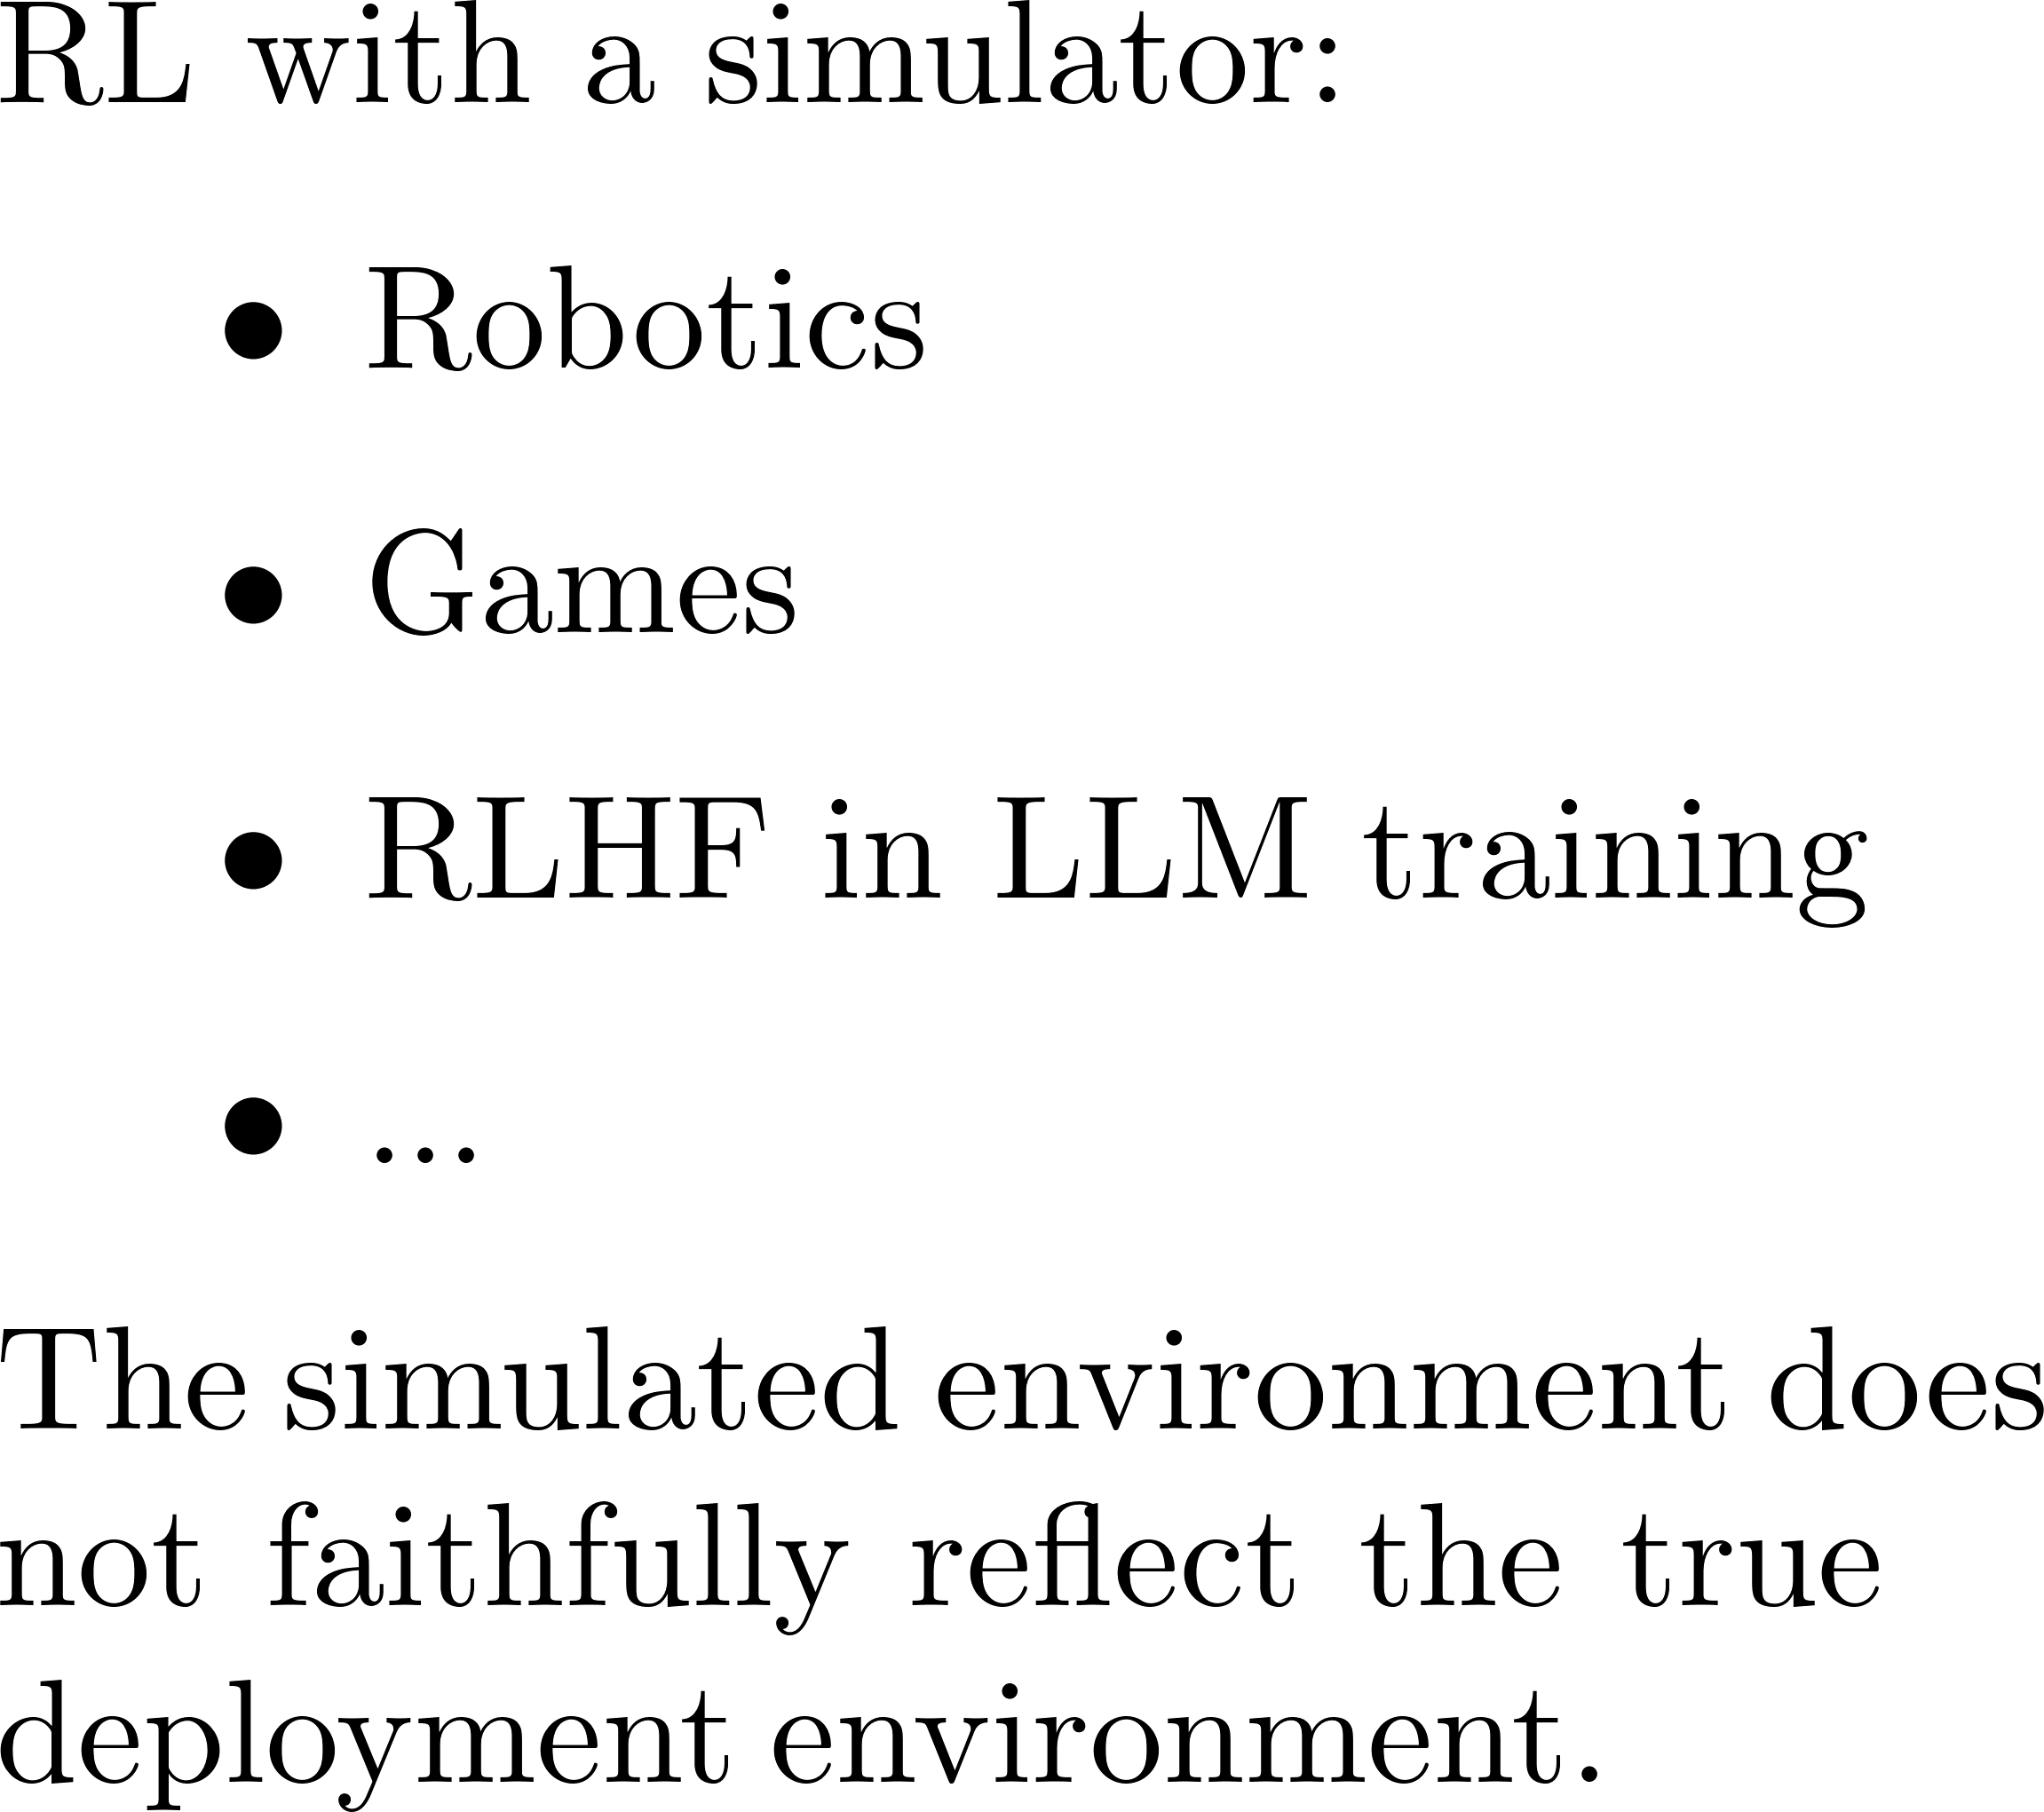 RL with a simulator:
• Robotics
• Games
• RLHF in LLM training
• ...
The simulated environment does
not faithfully reflect the true
deployment environment.